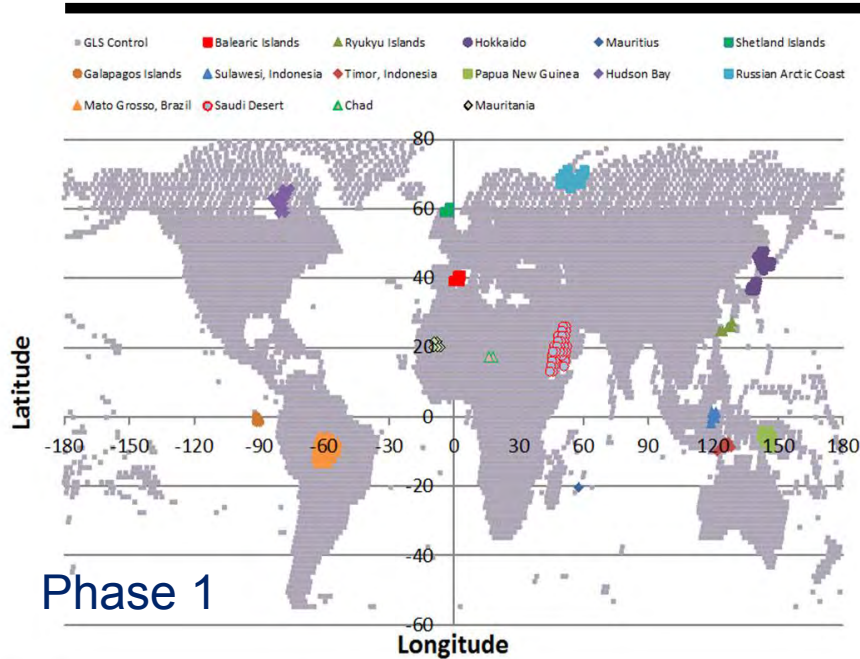 GLS Control Balearic Islands Ryukyu Islands Hokkaido Mauritius Shetland Islands
Galapagos Islands Sulawesi, Indonesia Timor, Indonesia Papua New Guinea Hudson Bay Russian Arctic Coast
Mato Grosso, Brazil Saudi Desert Chad Mauritania
80
60
40
20
0
-180 -150 -120 -90 -60 -30 0 30 60 90 120 150 180
-20
-40
-60
Latitude
Longitude
Phase 1